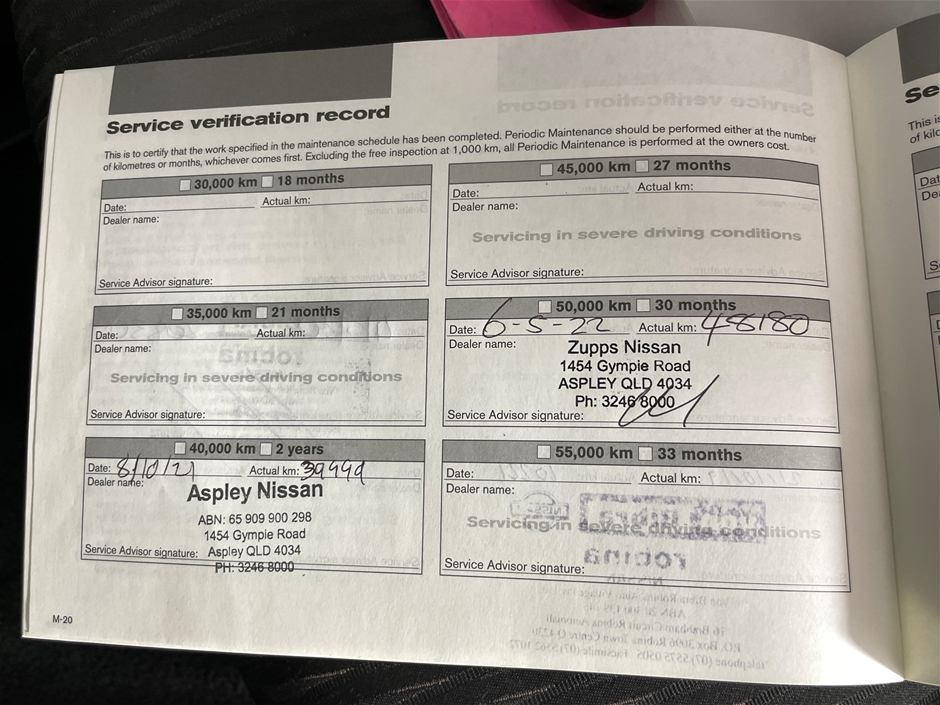 Service verification record
This is to certify that the work specified in the maintenance schedule has been completed. Periodic Maintenance should be performed either at the number
of kilometres or months, whichever comes first. Excluding the free inspection at 1,000 km, all Periodic Maintenance is performed at the owners cost.
30,000 km 18 months
Date: Actual km:
Dealer name:
Service Advisor signature:
35,000 km 21 months
Date: Actual km:
Dealer name:
Servicing in severe driving conditions
Service Advisor signature:
40,000 km 2 years
Date: 8/10/21 Actual km: 39999
Dealer name:
Aspley Nissan
ABN: 65 909 900 298
1454 Gympie Road
Service Advisor signature: Aspley QLD 4034
PH: 3246 8000
M-20
45,000 km 27 months
Date: Actual km:
Dealer name:
Servicing in severe driving conditions
Service Advisor signature:
50,000 km 30 months
Date: 6-5-22 Actual km: 48180
Dealer name:
Zupps Nissan
1454 Gympie Road
ASPLEY QLD 4034
Ph: 3246 8000
Service Advisor signature:
55,000 km 33 months
Date: Actual km:
Dealer name:
Servicing in severe driving conditions
Service Advisor signature:
Se
This is
of kilo
Dat
De
S